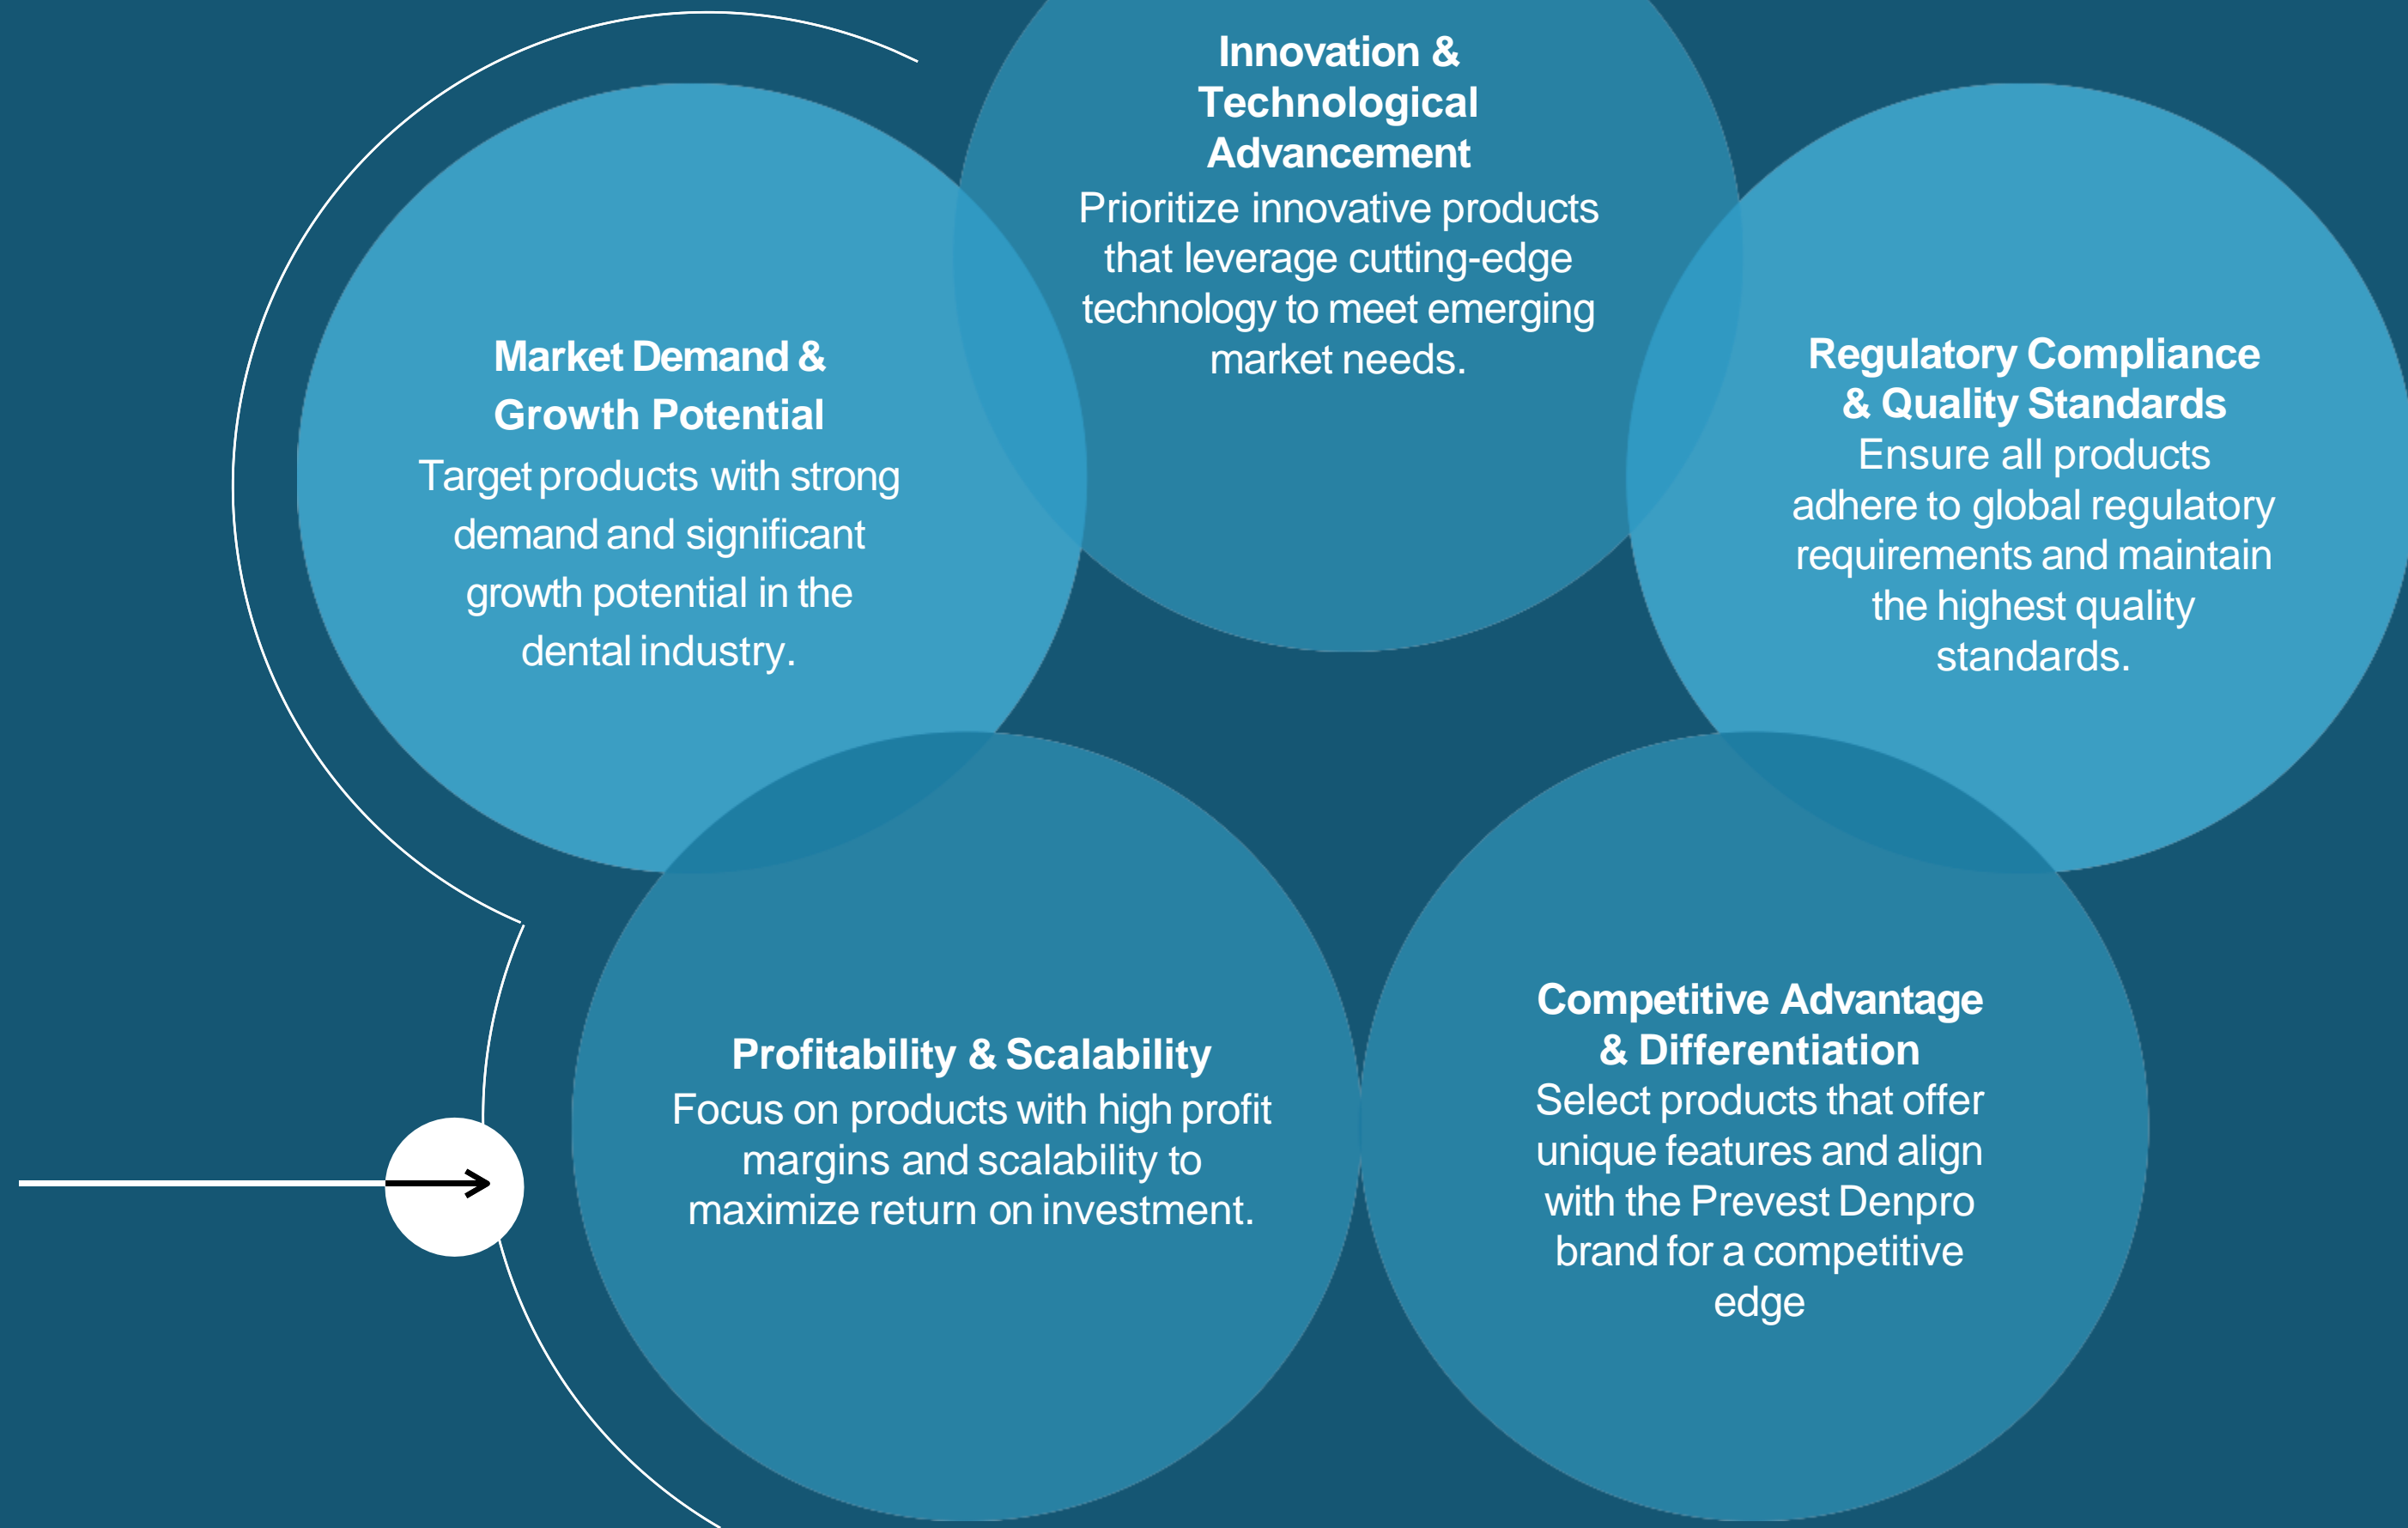 Innovation &
Technological
Advancement
Prioritize innovative products
that leverage cutting-edge
technology to meet emerging
market needs.
Market Demand &
Growth Potential
Target products with strong
demand and significant
growth potential in the
dental industry.
Regulatory Compliance
& Quality Standards
Ensure all products
adhere to global regulatory
requirements and maintain
the highest quality
standards.
Profitability & Scalability
Focus on products with high profit
margins and scalability to
maximize return on investment.
Competitive Advantage
& Differentiation
Select products that offer
unique features and align
with the Prevest Denpro
brand for a competitive
edge